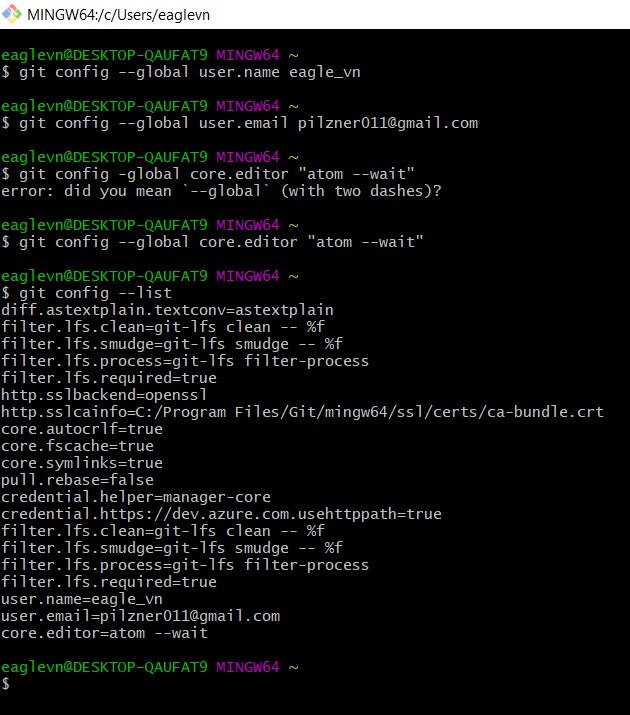 MINGW64:/c/Users/eaglevn
eaglevn@DESKTOP-QAUFAT9 MINGW64 ~
$ git config --global user.name eagle_vn
eaglevn@DESKTOP-QAUFAT9 MINGW64 ~
$ git config --global user.email pilzner011@gmail.com
eaglevn@DESKTOP-QAUFAT9 MINGW64 ~
$ git config -global core.editor "atom --wait"
error: did you mean `--global` (with two dashes)?
eaglevn@DESKTOP-QAUFAT9 MINGW64 ~
$ git config --global core.editor "atom --wait"
eaglevn@DESKTOP-QAUFAT9 MINGW64 ~
$ git config --list
diff.astextplain.textconv=astextplain
filter.lfs.clean=git-lfs clean -- %f
filter.lfs.smudge=git-lfs smudge -- %f
filter.lfs.process=git-lfs filter-process
filter.lfs.required=true
http.sslbackend=openssl
http.sslcainfo=C:/Program Files/Git/mingw64/ssl/certs/ca-bundle.crt
core.autocrlf=true
core.fscache=true
core.symlinks=true
pull.rebase=false
credential.helper=manager-core
credential.https://dev.azure.com.usehttppath=true
filter.lfs.clean=git-lfs clean -- %f
filter.lfs.smudge=git-lfs smudge -- %f
filter.lfs.process=git-lfs filter-process
filter.lfs.required=true
user.name=eagle_vn
user.email=pilzner011@gmail.com
core.editor=atom --wait
eaglevn@DESKTOP-QAUFAT9 MINGW64 ~
$